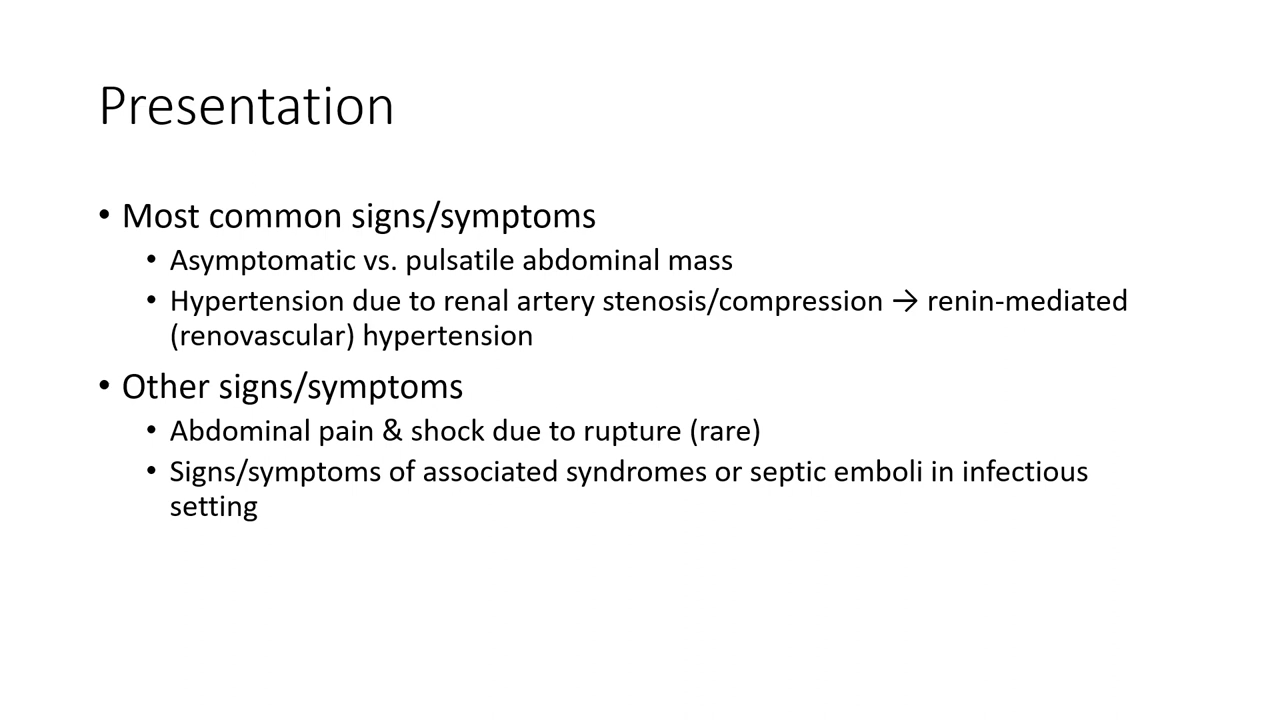 Presentation
• Most common signs/symptoms
• Asymptomatic vs. pulsatile abdominal mass
• Hypertension due to renal artery stenosis/compression → renin-mediated
(renovascular) hypertension
• Other signs/symptoms
• Abdominal pain & shock due to rupture (rare)
• Signs/symptoms of associated syndromes or septic emboli in infectious
setting